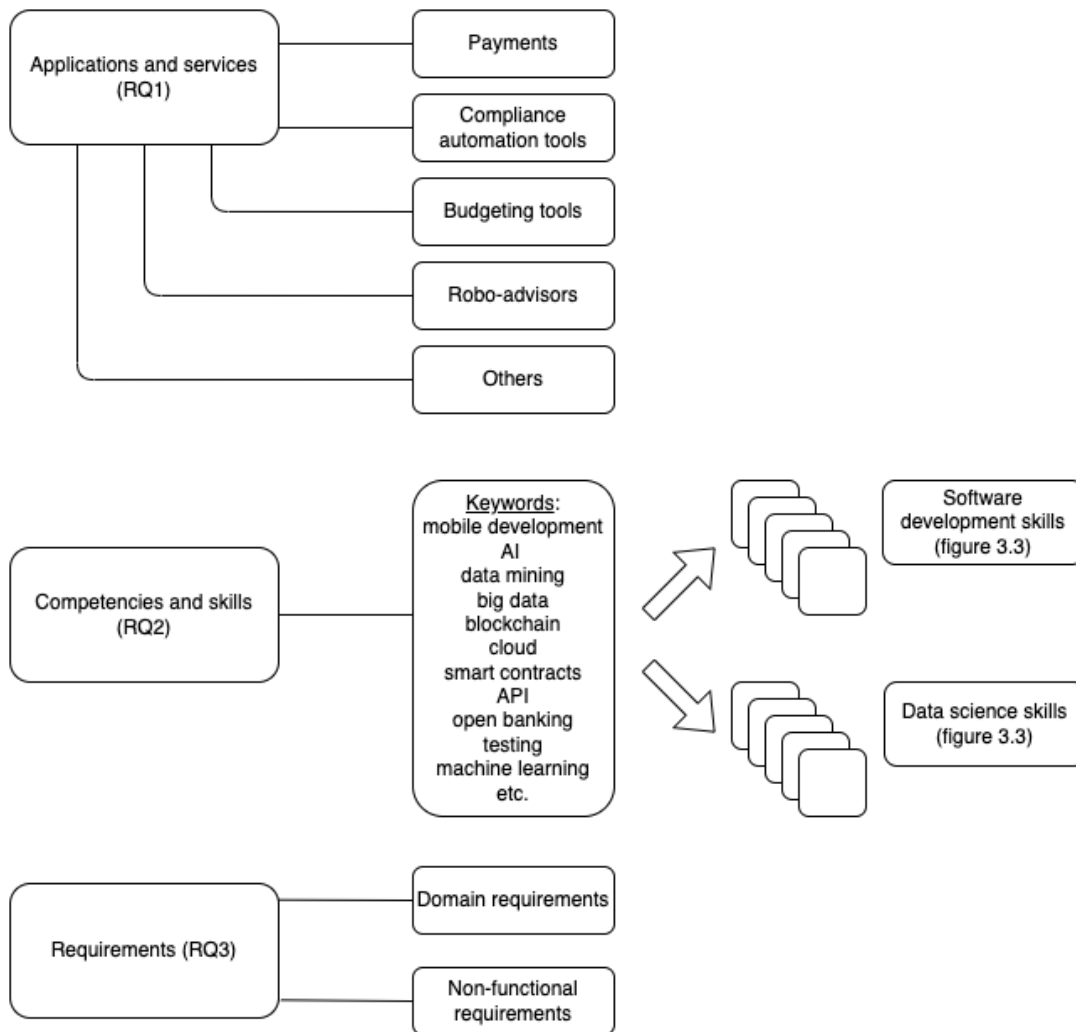 Applications and services
(RQ1)
Payments
Compliance
automation tools
Budgeting tools
Robo-advisors
Others
Competencies and skills
(RQ2)
Keywords:
mobile development
AI
data mining
big data
blockchain
cloud
smart contracts
API
open banking
testing
machine learning
etc.
Software
development skills
(figure 3.3)
Data science skills
(figure 3.3)
Requirements (RQ3)
Domain requirements
Non-functional
requirements